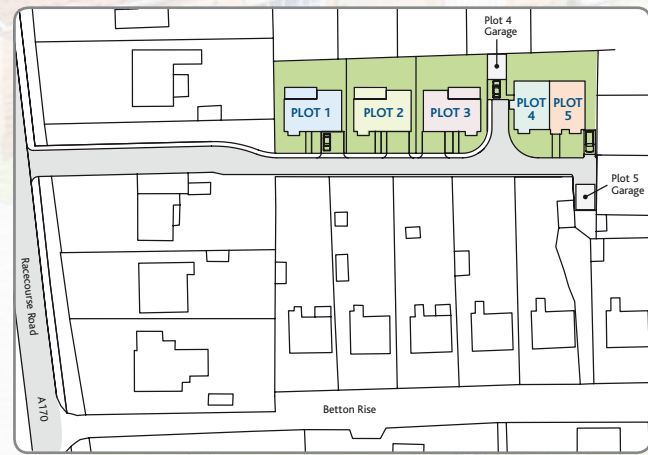 Plot 4
Garage
PLOT 1
PLOT 2
PLOT 3
PLOT
4
PLOT
5
Plot 5
Garage
Racecourse Road
A170
Betton Rise